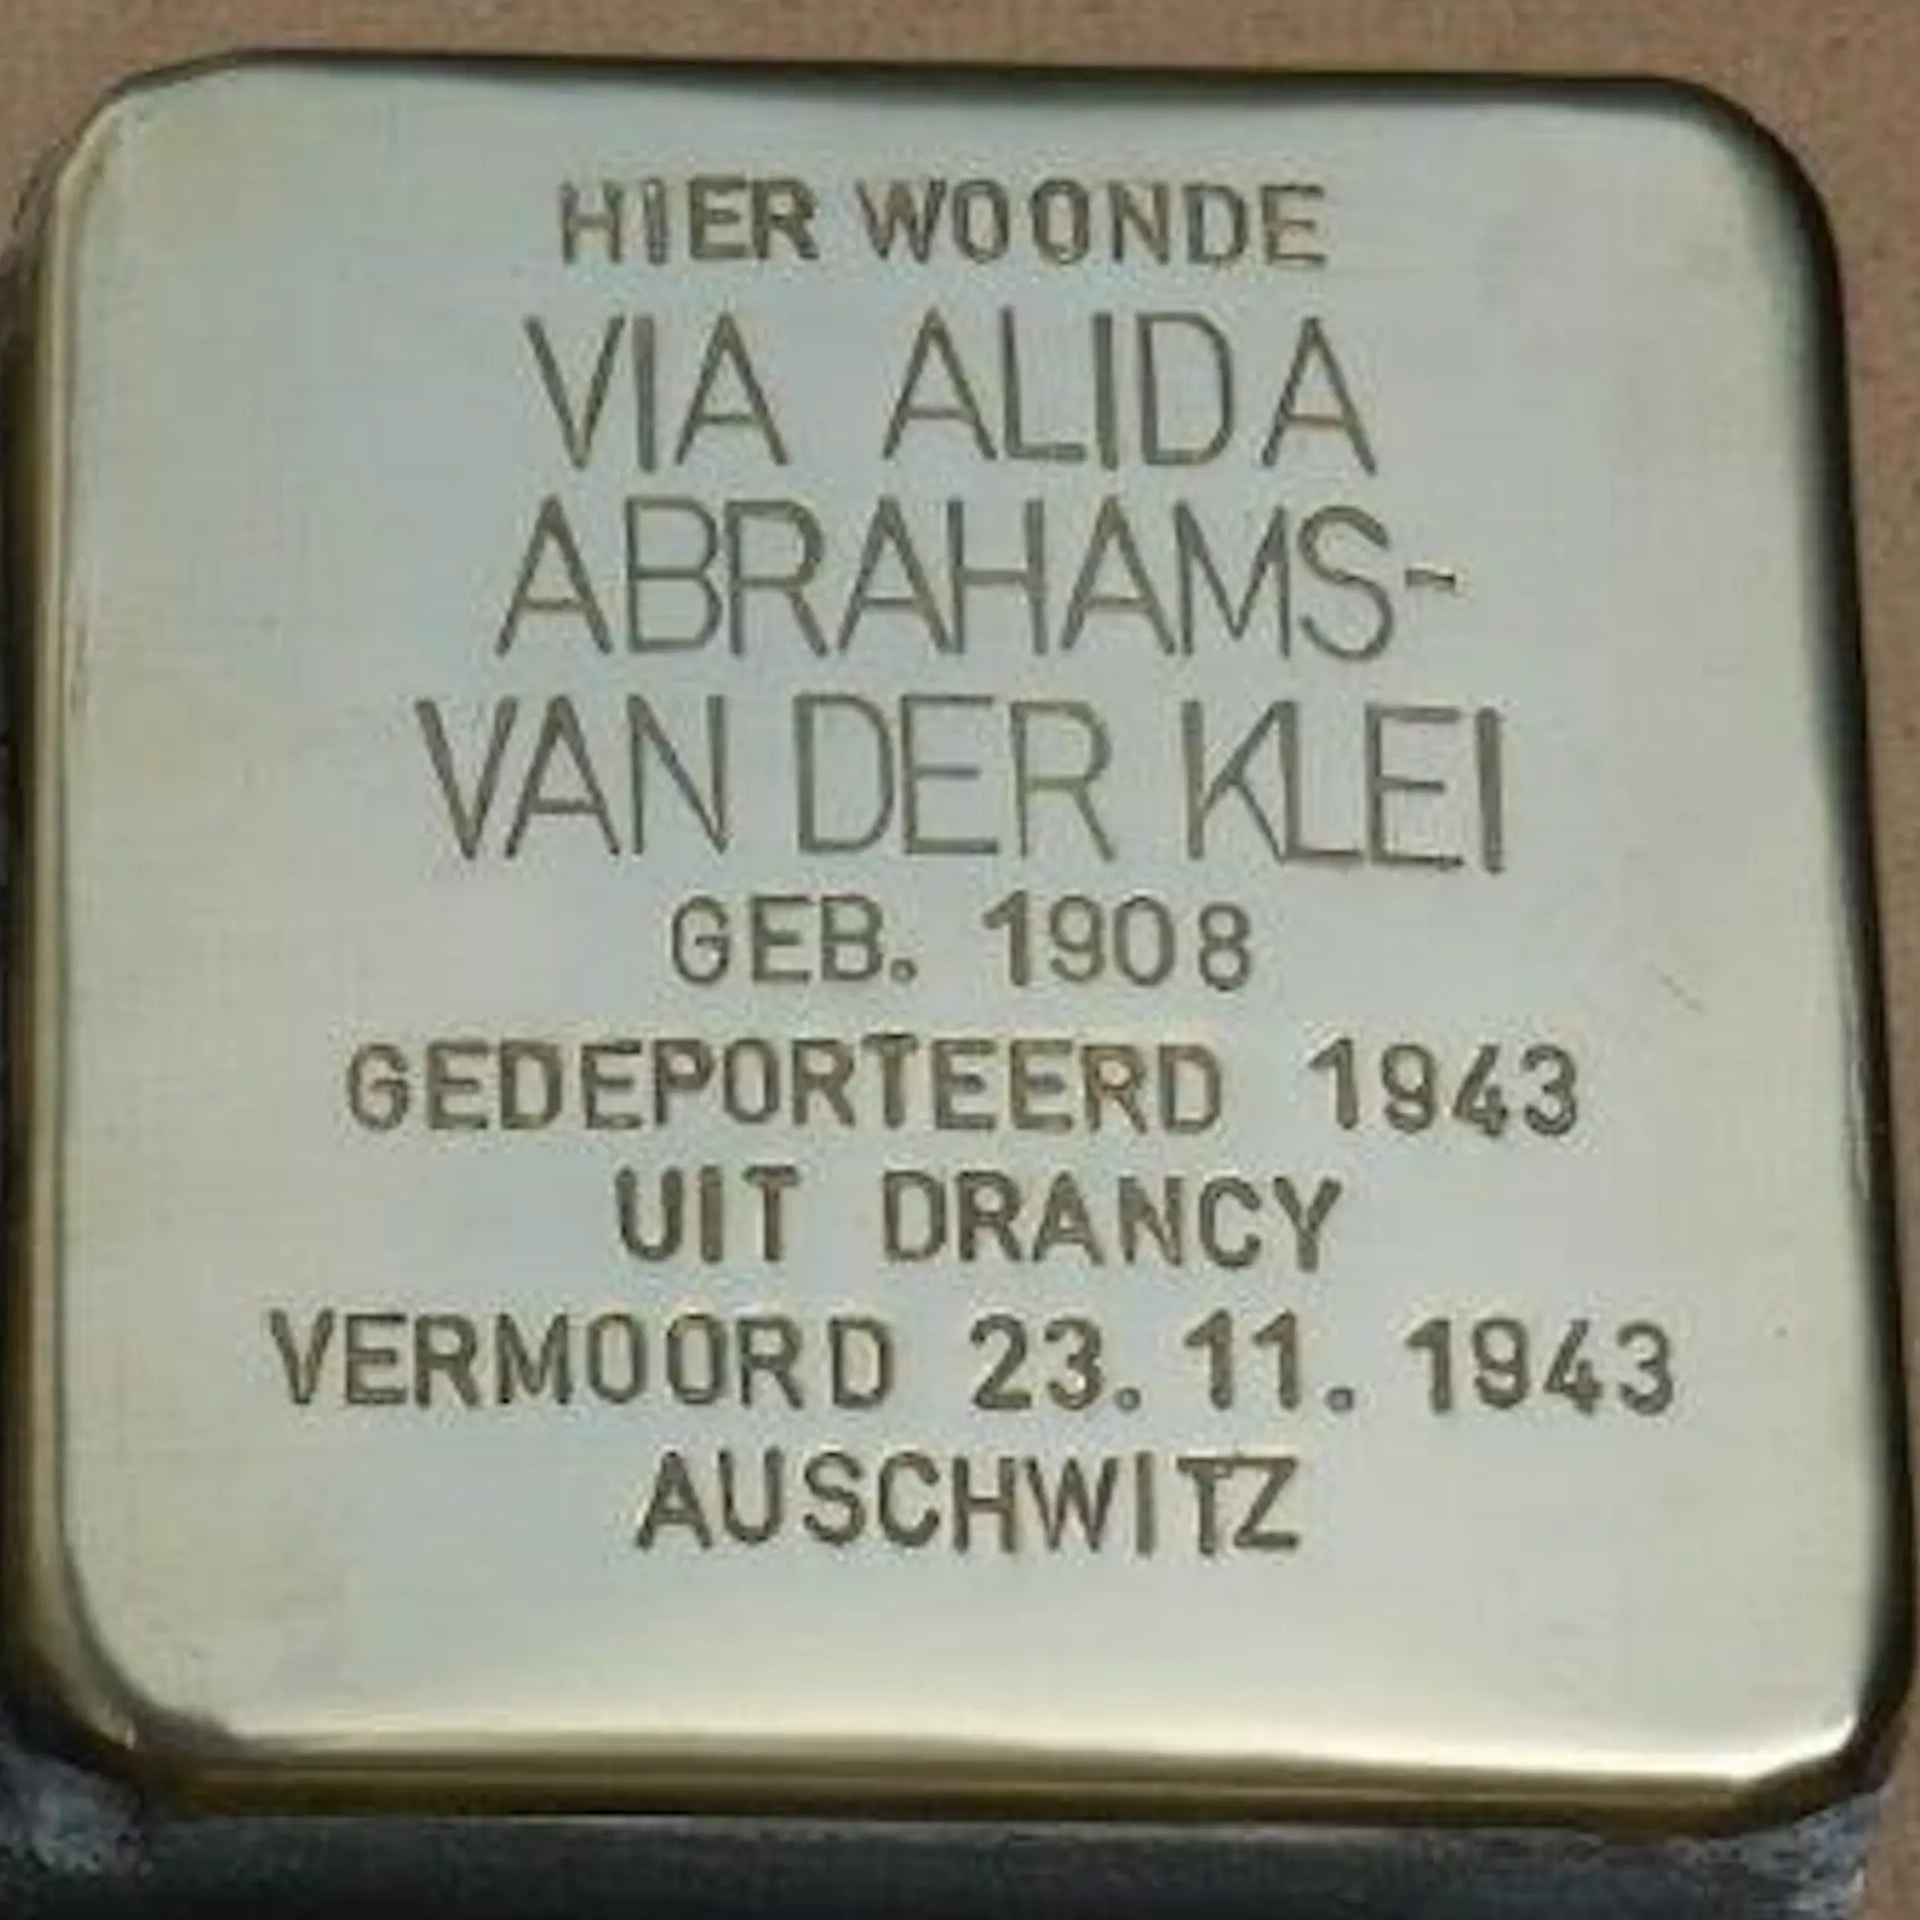 HIER WOONDE
VIA ALIDA
ABRAHAMS-
VAN DER KLEI
GEB. 1908
GEDEPORTEERD 1943
UIT DRANCY
VERMOORD 23.11.1943
AUSCHWITZ